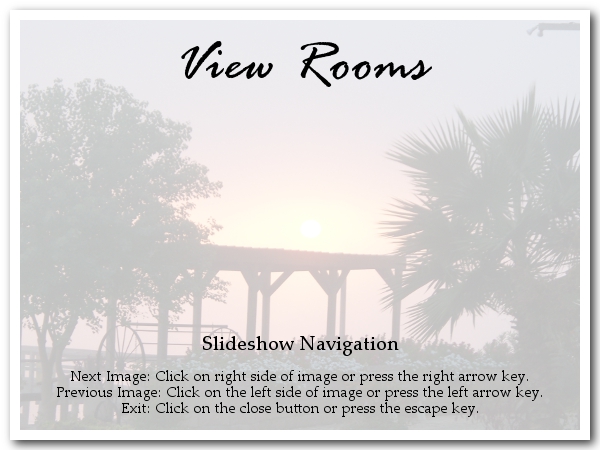 View Rooms
Slideshow Navigation
Next Image: Click on right side of image or press the right arrow key.
Previous Image: Click on the left side of image or press the left arrow key.
Exit: Click on the close button or press the escape key.